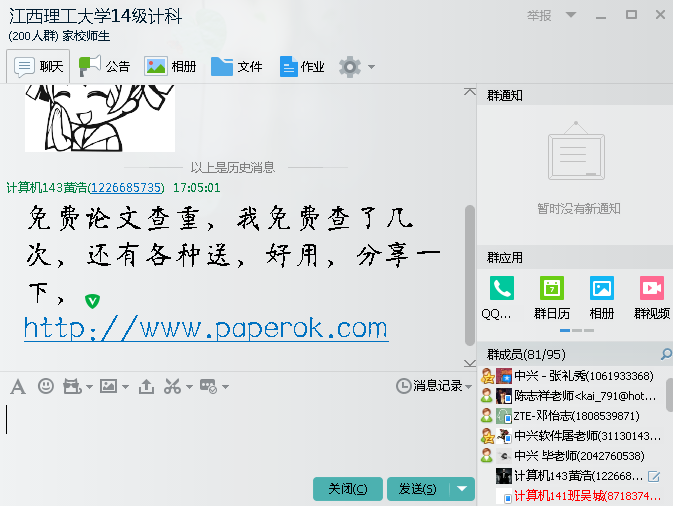 江西理工大学14级计科
举报
(200人群) 家校师生
聊天
公告
相册
文件
作业
以上是历史消息
计算机143黄浩(1226685735) 17:05:01
免费论文查重，我免费查了几
次，还有各种送，好用，分享一
下，
http://www.paperok.com
消息记录
关闭(C)
发送(S)
群通知
暂时没有新通知
群应用
QQ...
群日历
相册
群视频
群成员(81/95)
中兴 - 张礼秀(1061933368)
陈志祥老师<kai_791@hot...
ZTE-邓怡志(1808539871)
中兴软件屠老师(31130143...
中兴 毕老师(2042760538)
计算机143黄浩(122668...
计算机141班吴城(8718374...